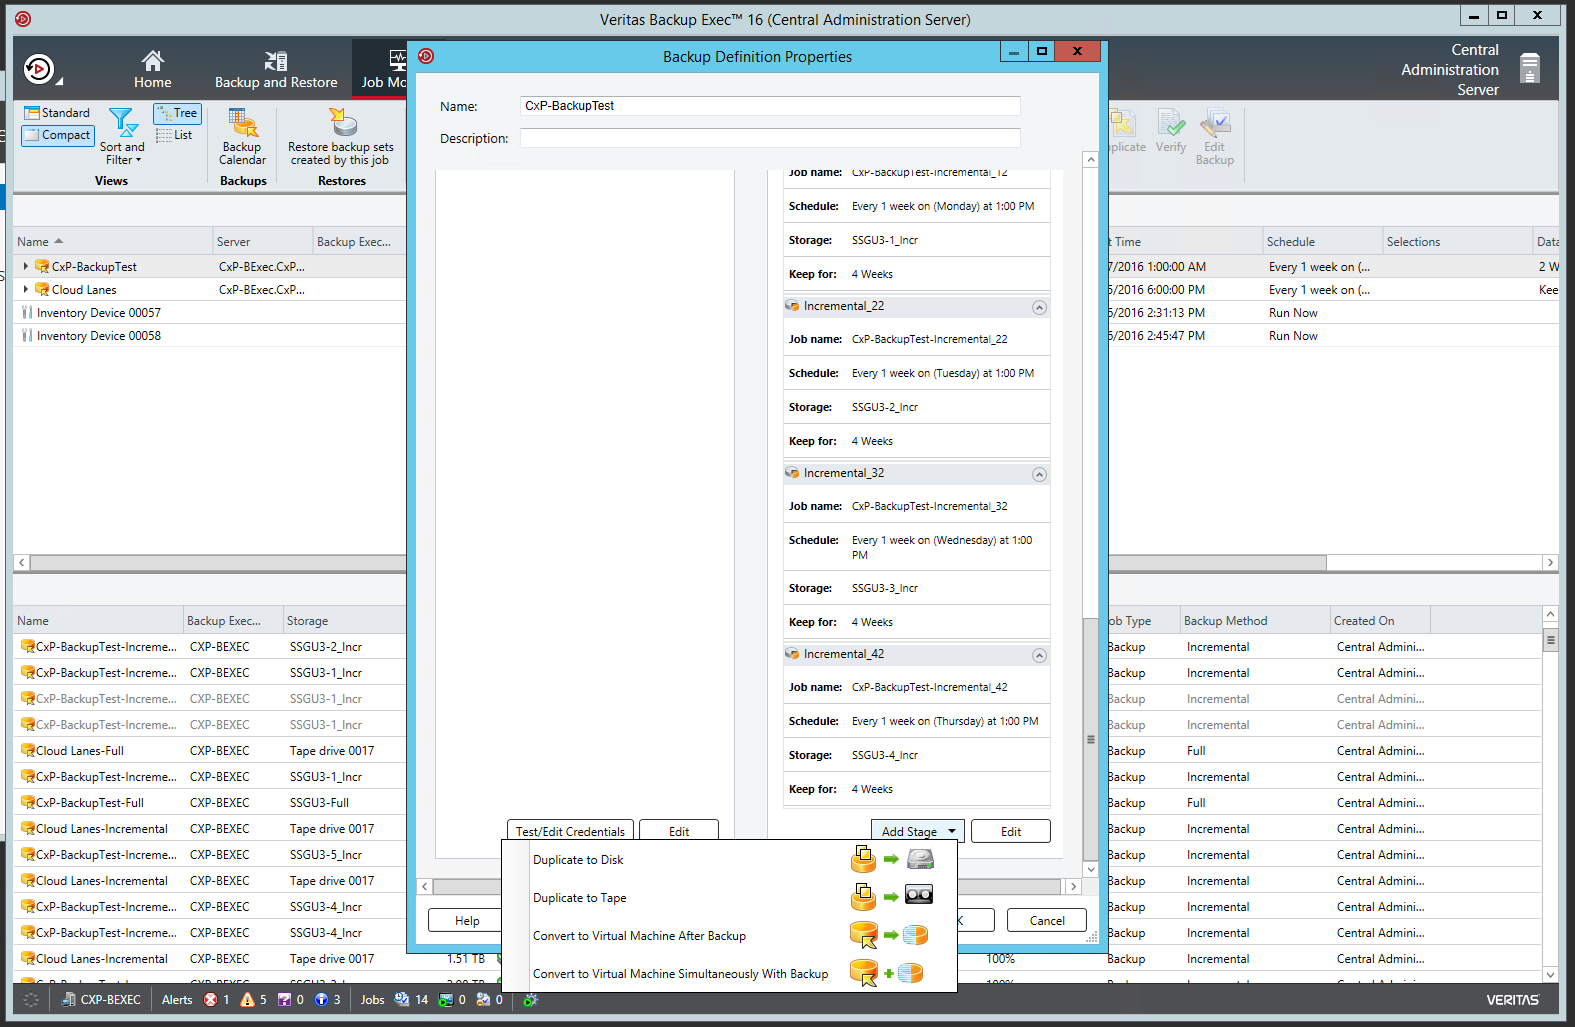 Veritas Backup Exec™ 16 (Central Administration Server)
Home
Backup and Restore
Job Mo
Central
Administration
Server
Backup Definition Properties
Standard
Compact
Sort and
Filter
Tree
List
Views
Backup
Calendar
Backups
Restore backup sets
created by this job
Restores
plicate
Verify
Edit
Backup
Name:
CxP-BackupTest
Description:
Name
Server
Backup Exec...
t Time
Schedule
Selections
Data
CxP-BackupTest
CxP-BExec.CxP...
7/2016 1:00:00 AM
Every 1 week on (...
2 W
Cloud Lanes
CxP-BExec.CxP...
5/2016 6:00:00 PM
Every 1 week on (...
Kee
Inventory Device 00057
5/2016 2:31:13 PM
Run Now
Inventory Device 00058
5/2016 2:45:47 PM
Run Now
Job name: CxP-BackupTest-Incremental_12
Schedule: Every 1 week on (Monday) at 1:00 PM
Storage: SSGU3-1_Incr
Keep for: 4 Weeks
Incremental_22
Job name: CxP-BackupTest-Incremental_22
Schedule: Every 1 week on (Tuesday) at 1:00 PM
Storage: SSGU3-2_Incr
Keep for: 4 Weeks
Incremental_32
Job name: CxP-BackupTest-Incremental_32
Schedule: Every 1 week on (Wednesday) at 1:00
PM
Storage: SSGU3-3_Incr
Keep for: 4 Weeks
Incremental_42
Job name: CxP-BackupTest-Incremental_42
Schedule: Every 1 week on (Thursday) at 1:00 PM
Storage: SSGU3-4_Incr
Keep for: 4 Weeks
Test/Edit Credentials
Edit
Add Stage
Edit
Duplicate to Disk
Duplicate to Tape
Convert to Virtual Machine After Backup
Convert to Virtual Machine Simultaneously With Backup
Help
K
Cancel
Name
Backup Exec...
Storage
ob Type
Backup Method
Created On
CxP-BackupTest-Increme... CXP-BEXEC SSGU3-2_Incr Backup Incremental Central Admini...
CxP-BackupTest-Increme... CXP-BEXEC SSGU3-1_Incr Backup Incremental Central Admini...
CxP-BackupTest-Increme... CXP-BEXEC SSGU3-1_Incr Backup Incremental Central Admini...
CxP-BackupTest-Increme... CXP-BEXEC SSGU3-1_Incr Backup Incremental Central Admini...
Cloud Lanes-Full CXP-BEXEC Tape drive 0017 Backup Full Central Admini...
CxP-BackupTest-Increme... CXP-BEXEC SSGU3-1_Incr Backup Incremental Central Admini...
CxP-BackupTest-Full CXP-BEXEC SSGU3-Full Backup Full Central Admini...
Cloud Lanes-Incremental CXP-BEXEC Tape drive 0017 Backup Incremental Central Admini...
CxP-BackupTest-Increme... CXP-BEXEC SSGU3-5_Incr Backup Incremental Central Admini...
Cloud Lanes-Incremental CXP-BEXEC Tape drive 0017 Backup Incremental Central Admini...
CxP-BackupTest-Increme... CXP-BEXEC SSGU3-4_Incr Backup Incremental Central Admini...
CxP-BackupTest-Increme... CXP-BEXEC SSGU3-4_Incr Backup Incremental Central Admini...
Cloud Lanes-Incremental CXP-BEXEC Tape drive 0017 1.51 TB 100% Backup Incremental Central Admini...
CXP-BEXEC Alerts 1 5 0 3 Jobs 14 0 0
VERITAS